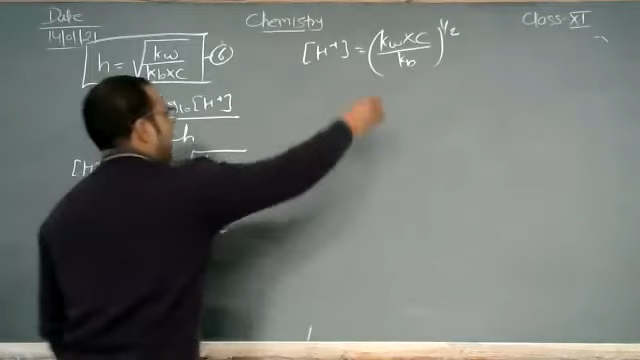 Date
14/01/21
Chemistry
Class-XI
h = √(Kw / Kb×C) — ⑥
[H⁺] = (Kw×C / Kb)^1/2
[H⁺]
h
[H